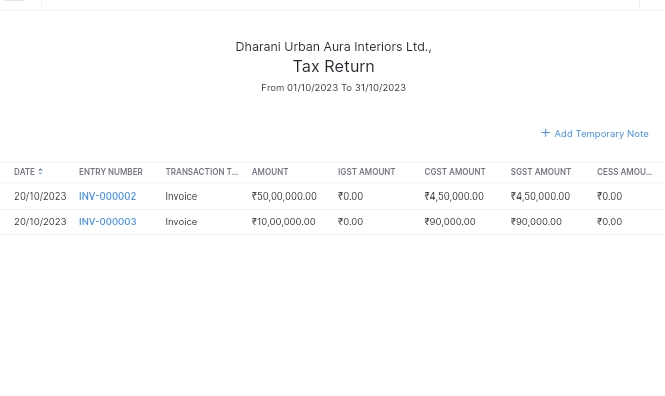 Dharani Urban Aura Interiors Ltd.,
Tax Return
From 01/10/2023 To 31/10/2023
+ Add Temporary Note
DATE ENTRY NUMBER TRANSACTION T... AMOUNT IGST AMOUNT CGST AMOUNT SGST AMOUNT CESS AMOU...
20/10/2023 INV-000002 Invoice ₹50,00,000.00 ₹0.00 ₹4,50,000.00 ₹4,50,000.00 ₹0.00
20/10/2023 INV-000003 Invoice ₹10,00,000.00 ₹0.00 ₹90,000.00 ₹90,000.00 ₹0.00